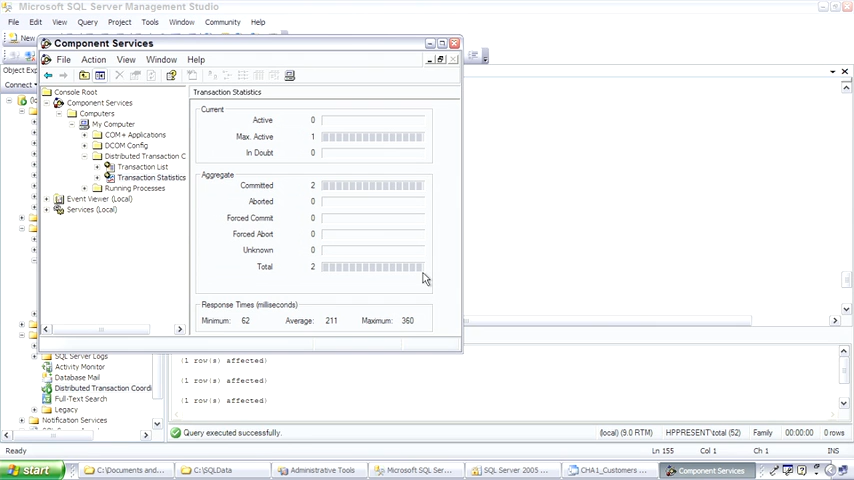 Microsoft SQL Server Management Studio
File Edit View Query Project Tools Window Community Help
New
Component Services
File Action View Window Help
Object Expl
Connect
Console Root
Component Services
Computers
My Computer
COM+ Applications
DCOM Config
Distributed Transaction C
Transaction List
Transaction Statistics
Running Processes
Event Viewer (Local)
Services (Local)
Transaction Statistics
Current
Active 0
Max. Active 1
In Doubt 0
Aggregate
Committed 2
Aborted 0
Forced Commit 0
Forced Abort 0
Unknown 0
Total 2
Response Times (milliseconds)
Minimum: 62 Average: 211 Maximum: 360
SQL Server Logs
Activity Monitor
Database Mail
Distributed Transaction Coordi
Full-Text Search
Legacy
Notification Services
(1 row(s) affected)
(1 row(s) affected)
(1 row(s) affected)
Query executed successfully. (local) (9.0 RTM) HPPRESENT\total (52) Family 00:00:00 0 rows
Ready Ln 155 Col 1 Ch 1 INS
start C:\Documents and... C:\SQLData Administrative Tools Microsoft SQL Ser... SQL Server 2005 ... CHA1_Customers ... Component Services